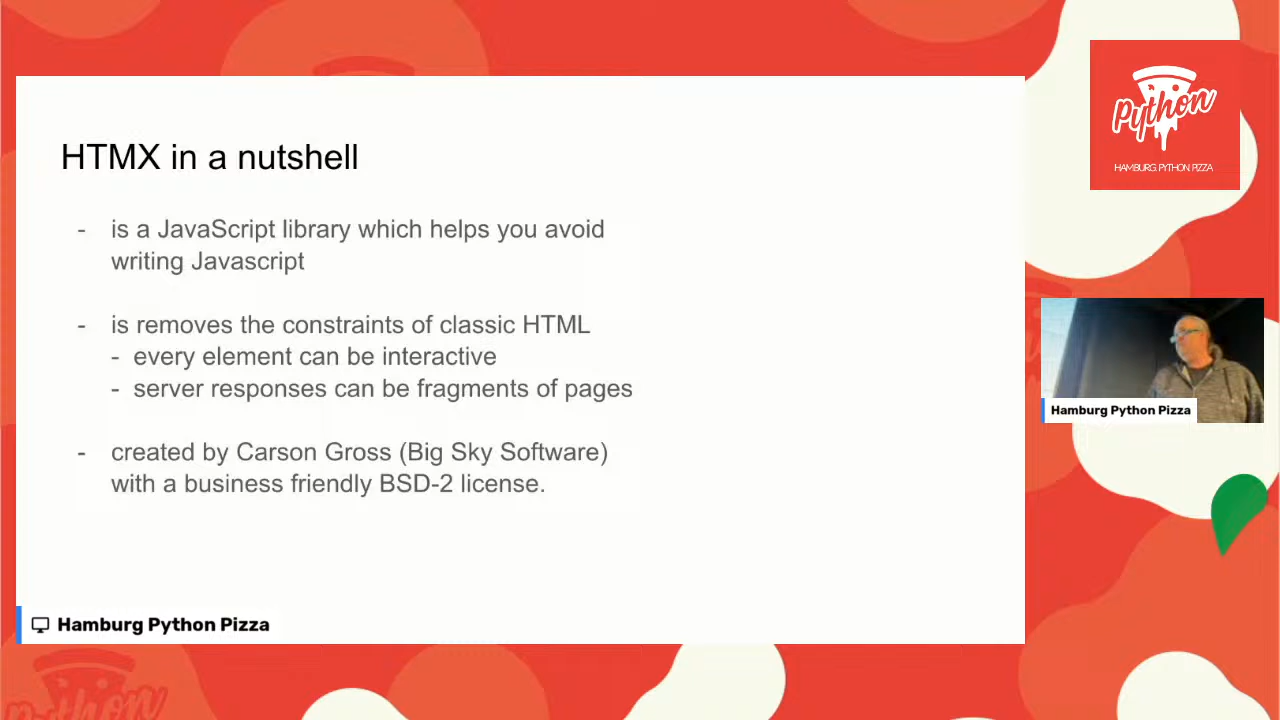 HTMX in a nutshell
- is a JavaScript library which helps you avoid
writing Javascript
- is removes the constraints of classic HTML
- every element can be interactive
- server responses can be fragments of pages
- created by Carson Gross (Big Sky Software)
with a business friendly BSD-2 license.
Hamburg Python Pizza
Python
HAMBURG PYTHON PIZZA
Hamburg Python Pizza
Python